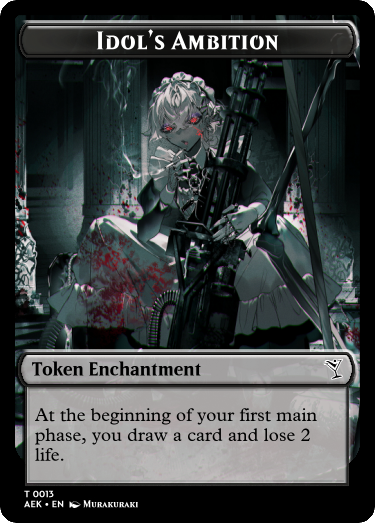 Idol's Ambition
Token Enchantment
At the beginning of your first main
phase, you draw a card and lose 2
life.
T 0013
AEK • EN Murakuraki